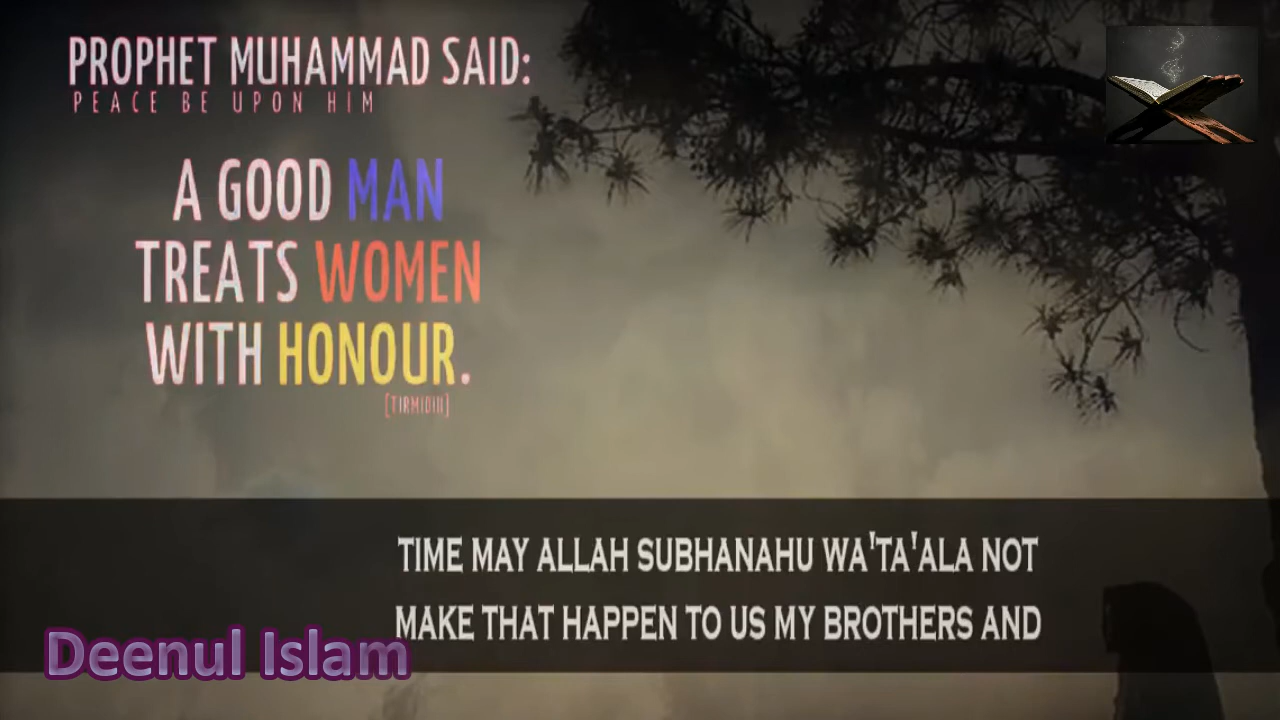 PROPHET MUHAMMAD SAID:
PEACE BE UPON HIM
A GOOD MAN
TREATS WOMEN
WITH HONOUR.
[TIRMIDHI]
TIME MAY ALLAH SUBHANAHU WA'TA'ALA NOT
MAKE THAT HAPPEN TO US MY BROTHERS AND
Deenul Islam